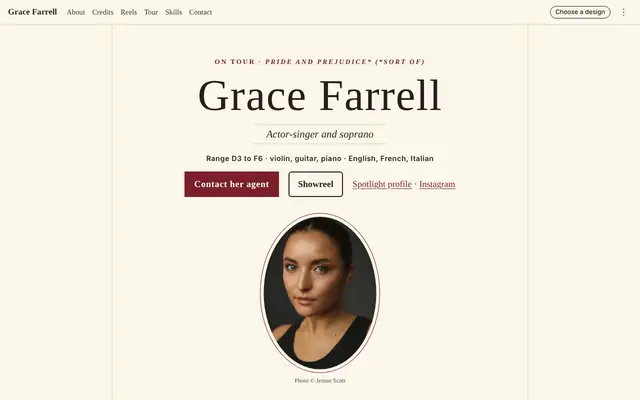 Grace Farrell About Credits Reels Tour Skills Contact Choose a design
ON TOUR · PRIDE AND PREJUDICE* (*SORT OF)
Grace Farrell
Actor-singer and soprano
Range D3 to F6 · violin, guitar, piano · English, French, Italian
Contact her agent Showreel Spotlight profile · Instagram
Photo © Jennie Scott